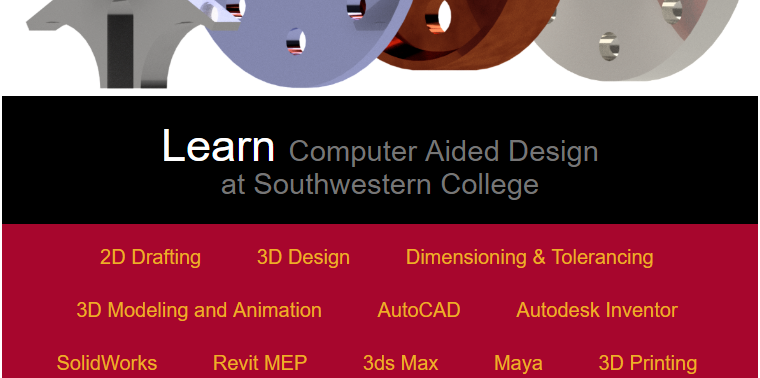 Learn Computer Aided Design
at Southwestern College
2D Drafting 3D Design Dimensioning & Tolerancing
3D Modeling and Animation AutoCAD Autodesk Inventor
SolidWorks Revit MEP 3ds Max Maya 3D Printing